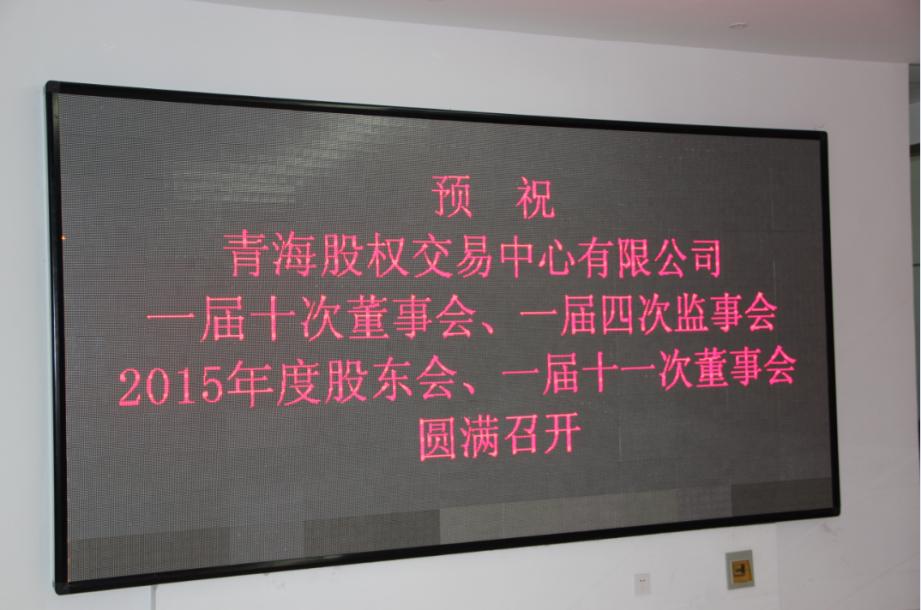 预 祝
青海股权交易中心有限公司
一届十次董事会、一届四次监事会
2015年度股东会、一届十一次董事会
圆满召开